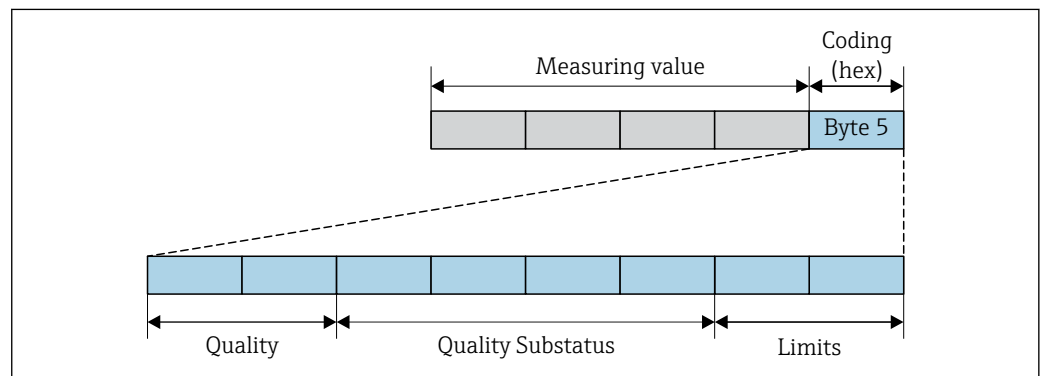 Coding
(hex)
Measuring value
Byte 5
Quality
Quality Substatus
Limits